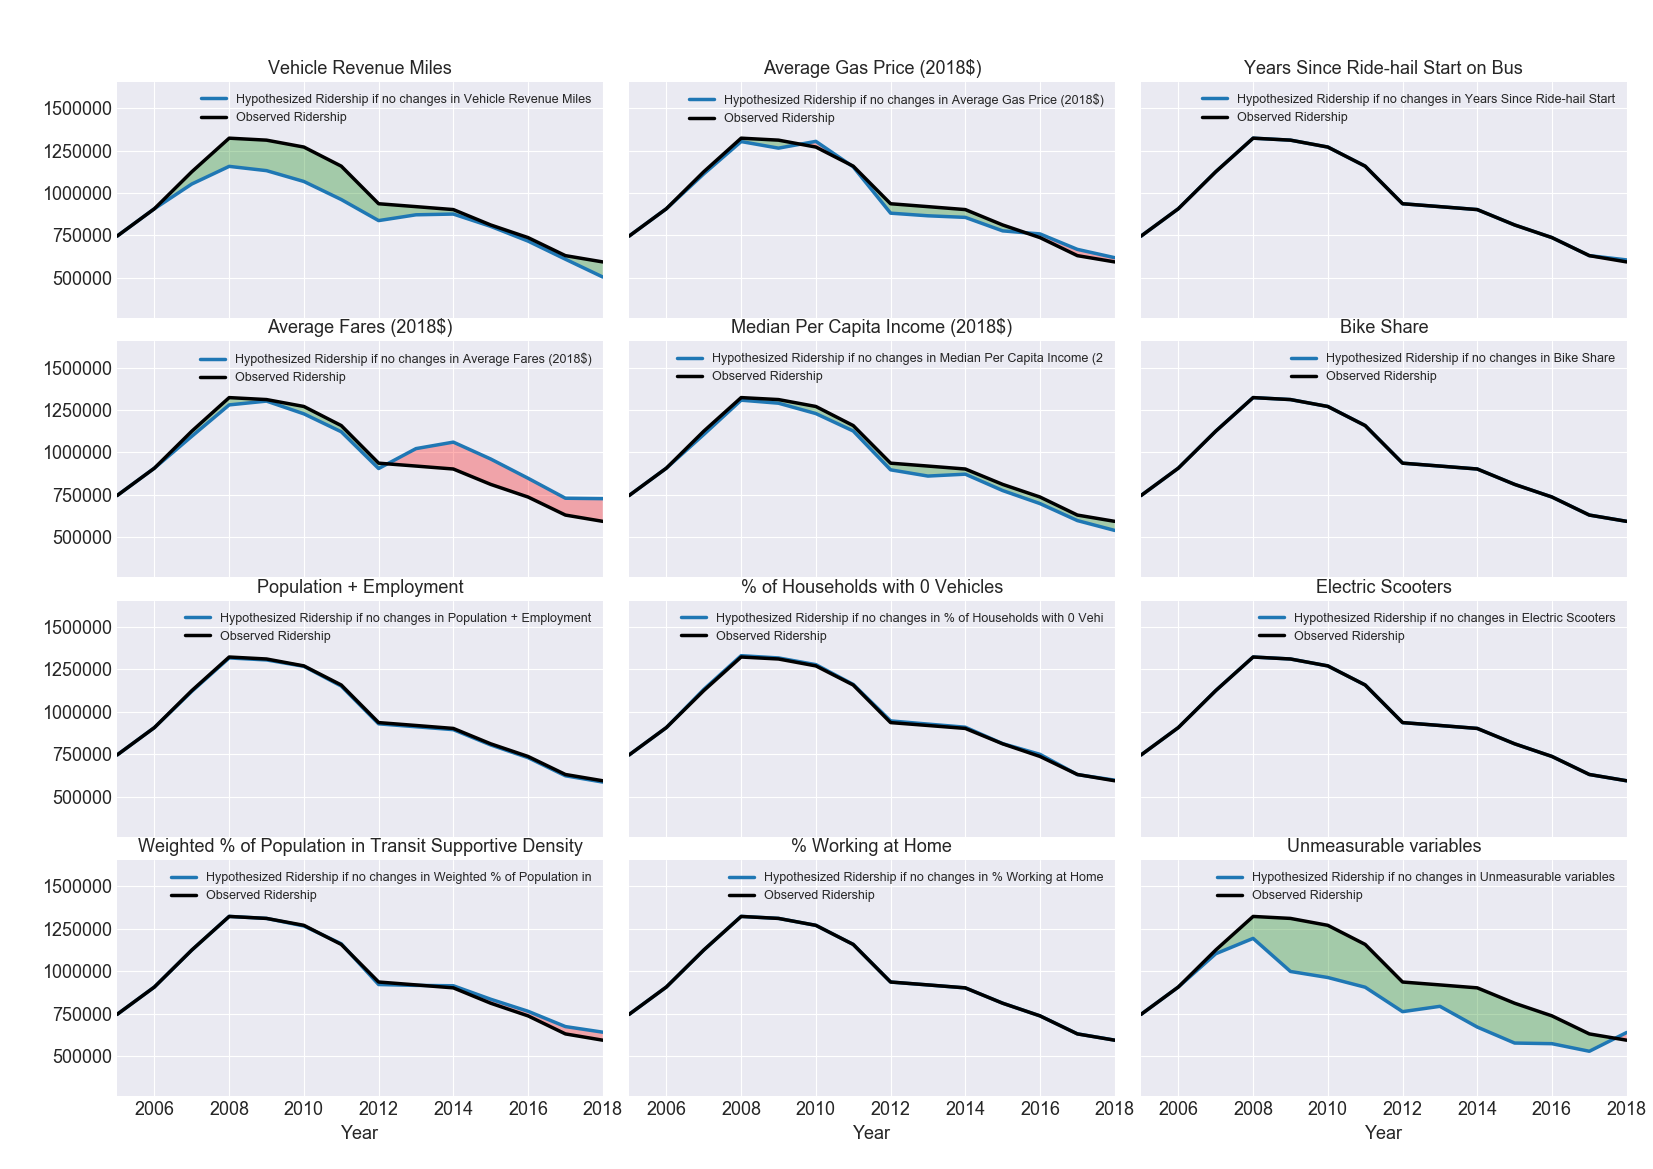 Vehicle Revenue Miles
Hypothesized Ridership if no changes in Vehicle Revenue Miles
Observed Ridership
1500000
1250000
1000000
750000
500000
Average Gas Price (2018$)
Hypothesized Ridership if no changes in Average Gas Price (2018$)
Observed Ridership
Years Since Ride-hail Start on Bus
Hypothesized Ridership if no changes in Years Since Ride-hail Start
Observed Ridership
Average Fares (2018$)
Hypothesized Ridership if no changes in Average Fares (2018$)
Observed Ridership
1500000
1250000
1000000
750000
500000
Median Per Capita Income (2018$)
Hypothesized Ridership if no changes in Median Per Capita Income (2
Observed Ridership
Bike Share
Hypothesized Ridership if no changes in Bike Share
Observed Ridership
Population + Employment
Hypothesized Ridership if no changes in Population + Employment
Observed Ridership
1500000
1250000
1000000
750000
500000
% of Households with 0 Vehicles
Hypothesized Ridership if no changes in % of Households with 0 Vehi
Observed Ridership
Electric Scooters
Hypothesized Ridership if no changes in Electric Scooters
Observed Ridership
Weighted % of Population in Transit Supportive Density
Hypothesized Ridership if no changes in Weighted % of Population in
Observed Ridership
1500000
1250000
1000000
750000
500000
2006 2008 2010 2012 2014 2016 2018
Year
% Working at Home
Hypothesized Ridership if no changes in % Working at Home
Observed Ridership
2006 2008 2010 2012 2014 2016 2018
Year
Unmeasurable variables
Hypothesized Ridership if no changes in Unmeasurable variables
Observed Ridership
2006 2008 2010 2012 2014 2016 2018
Year